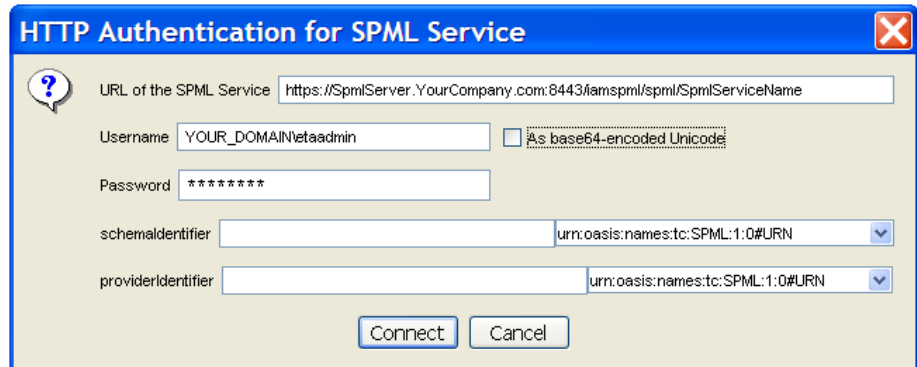 HTTP Authentication for SPML Service
URL of the SPML Service https://SpmlServer.YourCompany.com:8443/iamspml/spml/SpmlServiceName
Username YOUR_DOMAIN\etaadmin As base64-encoded Unicode
Password ********
schemaIdentifier urn:oasis:names:tc:SPML:1:0#URN
providerIdentifier urn:oasis:names:tc:SPML:1:0#URN
Connect Cancel